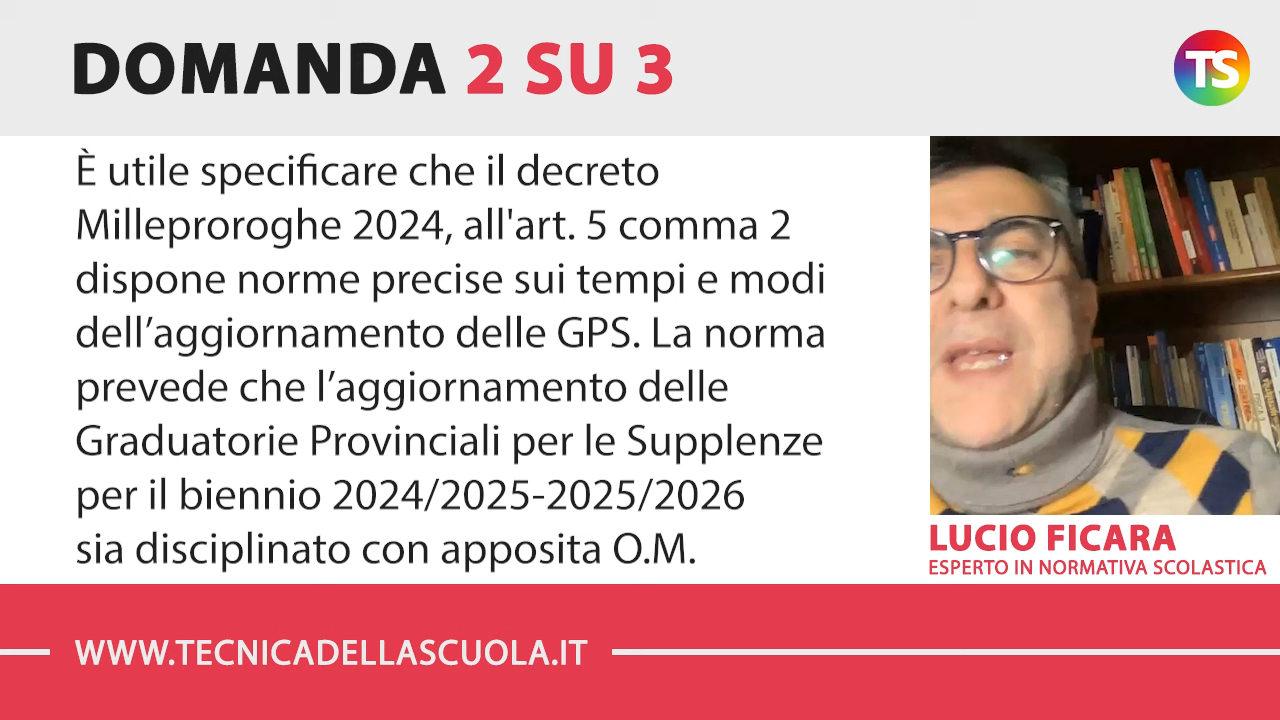 DOMANDA 2 SU 3
TS
È utile specificare che il decreto
Milleproroghe 2024, all'art. 5 comma 2
dispone norme precise sui tempi e modi
dell’aggiornamento delle GPS. La norma
prevede che l’aggiornamento delle
Graduatorie Provinciali per le Supplenze
per il biennio 2024/2025-2025/2026
sia disciplinato con apposita O.M.
LUCIO FICARA
ESPERTO IN NORMATIVA SCOLASTICA
WWW.TECNICADELLASCUOLA.IT